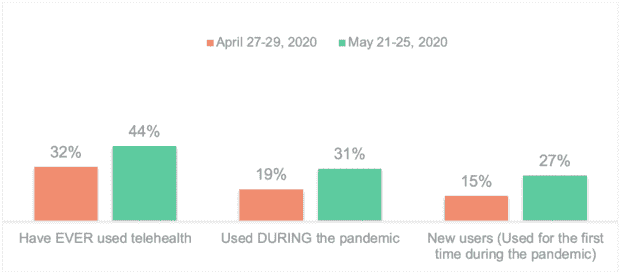 April 27-29, 2020 May 21-25, 2020
44%
32%
31%
27%
19%
15%
Have EVER used telehealth Used DURING the pandemic New users (Used for the first
time during the pandemic)